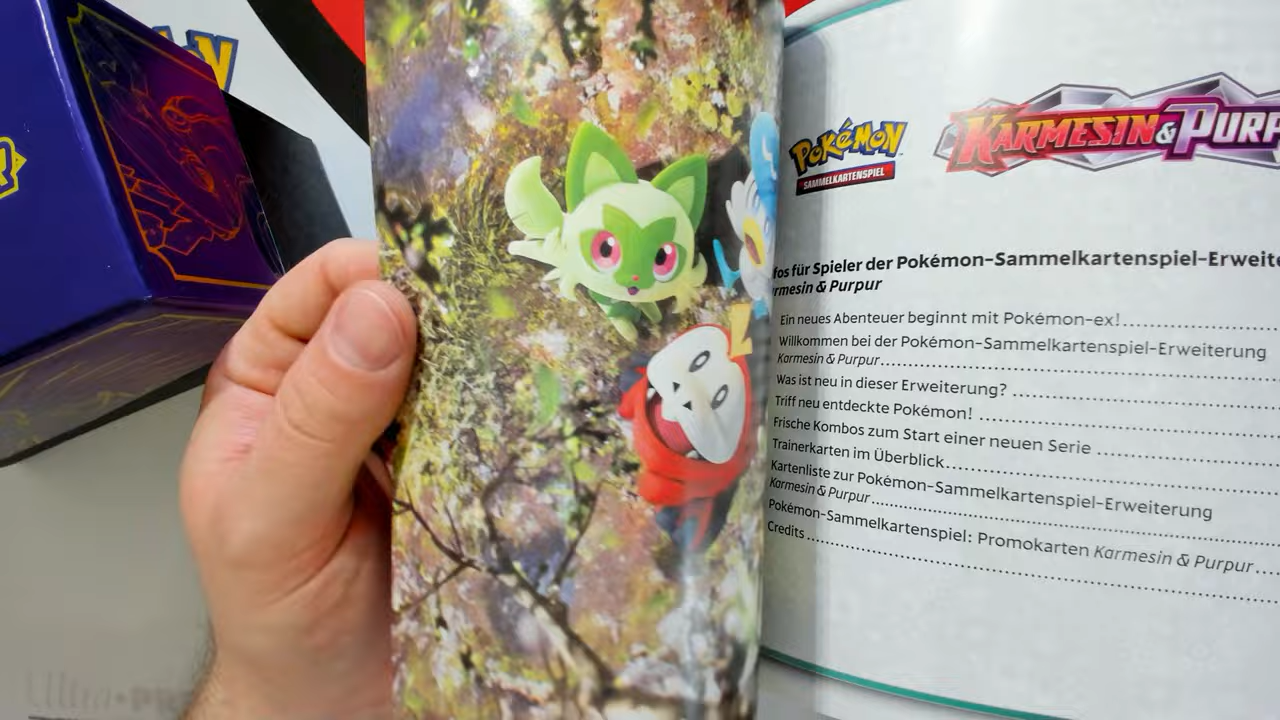 POKÉMON
SAMMELKARTENSPIEL
KARMESIN & PURP
fos für Spieler der Pokémon-Sammelkartenspiel-Erweite
rmesin & Purpur
Ein neues Abenteuer beginnt mit Pokémon-ex!
Willkommen bei der Pokémon-Sammelkartenspiel-Erweiterung
Karmesin & Purpur
Was ist neu in dieser Erweiterung?
Triff neu entdeckte Pokémon!
Frische Kombos zum Start einer neuen Serie
Trainerkarten im Überblick
Kartenliste zur Pokémon-Sammelkartenspiel-Erweiterung
Karmesin & Purpur
Pokémon-Sammelkartenspiel: Promokarten Karmesin & Purpur
Credits